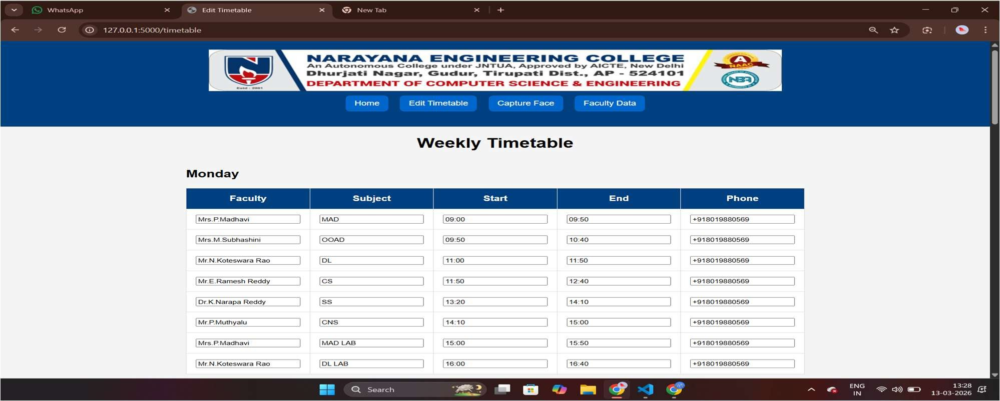 WhatsApp
Edit Timetable
New Tab
127.0.0.1:5000/timetable
N
Estd : 2001
NARAYANA ENGINEERING COLLEGE
An Autonomous College under JNTUA, Approved by AICTE, New Delhi
Dhurjati Nagar, Gudur, Tirupati Dist., AP - 524101
DEPARTMENT OF COMPUTER SCIENCE & ENGINEERING
A
NAAC
NBA
Home Edit Timetable Capture Face Faculty Data
Weekly Timetable
Monday
Faculty Subject Start End Phone
Mrs.P.Madhavi MAD 09:00 09:50 +918019880569
Mrs.M.Subhashini OOAD 09:50 10:40 +918019880569
Mr.N.Koteswara Rao DL 11:00 11:50 +918019880569
Mr.E.Ramesh Reddy CS 11:50 12:40 +918019880569
Dr.K.Narapa Reddy SS 13:20 14:10 +918019880569
Mr.P.Muthyalu CNS 14:10 15:00 +918019880569
Mrs.P.Madhavi MAD LAB 15:00 15:50 +918019880569
Mr.N.Koteswara Rao DL LAB 16:00 16:40 +918019880569
Search
ENG
IN
13:28
13-03-2026